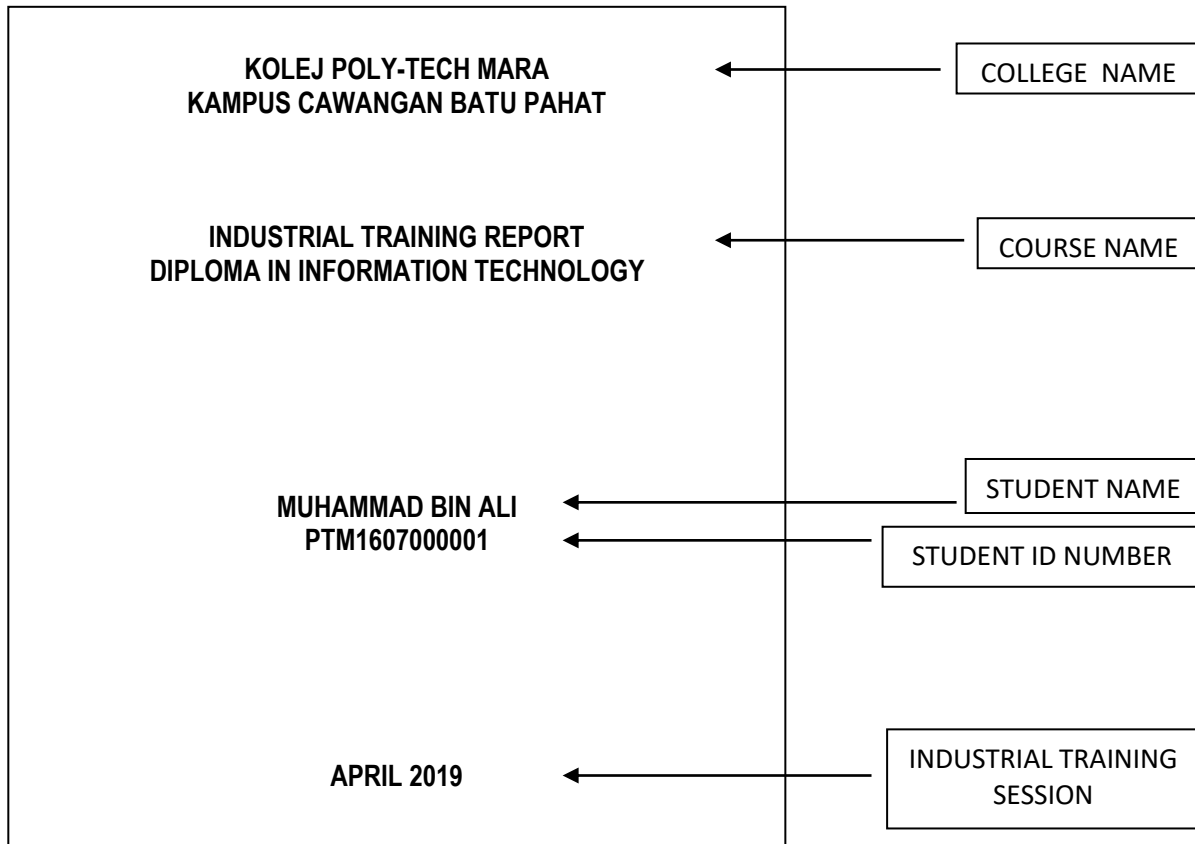 KOLEJ POLY-TECH MARA
KAMPUS CAWANGAN BATU PAHAT
COLLEGE NAME
INDUSTRIAL TRAINING REPORT
DIPLOMA IN INFORMATION TECHNOLOGY
COURSE NAME
MUHAMMAD BIN ALI
STUDENT NAME
PTM1607000001
STUDENT ID NUMBER
APRIL 2019
INDUSTRIAL TRAINING
SESSION